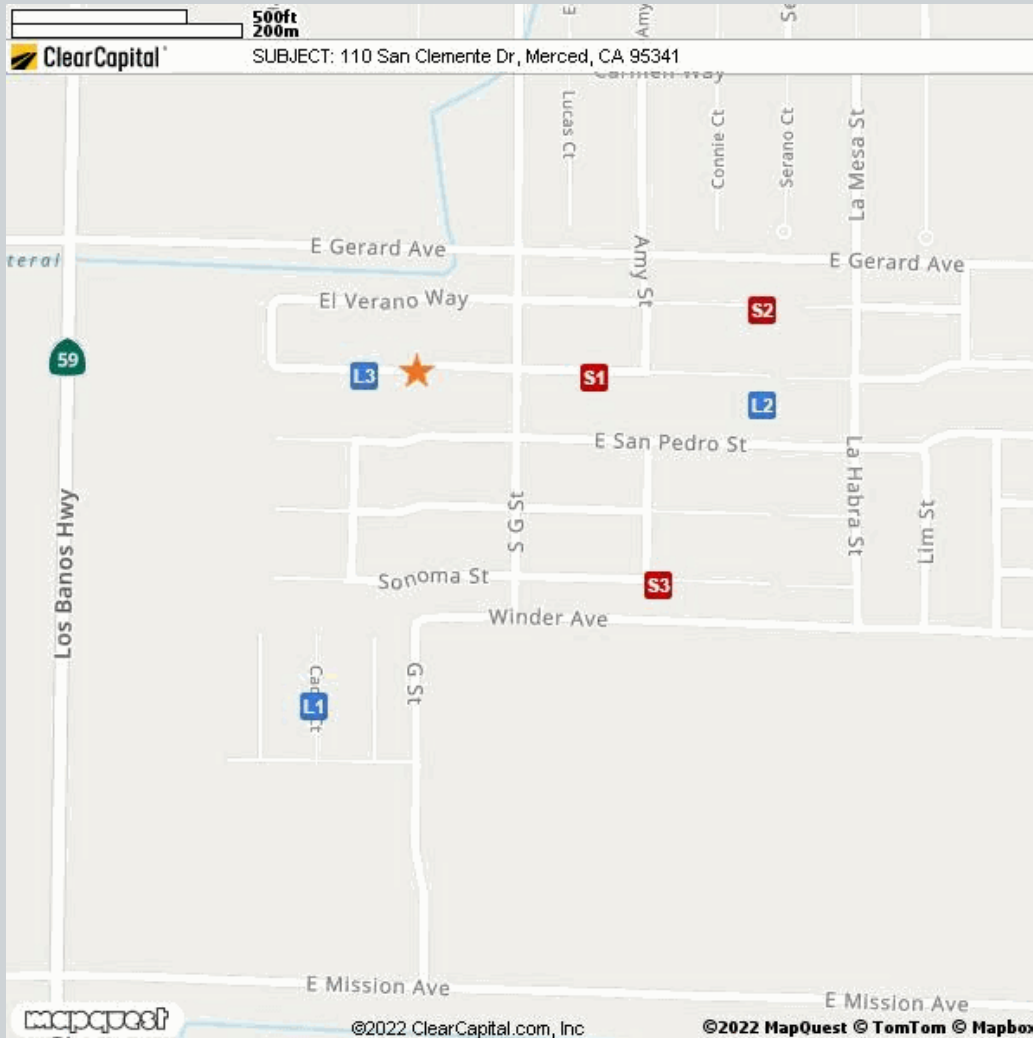 500ft
200m
ClearCapital
SUBJECT: 110 San Clemente Dr, Merced, CA 95341
Amy
Carmen Way
Lucas Ct
Connie Ct
Serano Ct
La Mesa St
E Gerard Ave
E Gerard Ave
teral
Amy St
El Verano Way
S2
59
L3
S1
L2
E San Pedro St
La Habra St
Los Banos Hwy
S G St
Lim St
Sonoma St
S3
Winder Ave
G St
L1
E Mission Ave
E Mission Ave
mapquest
©2022 ClearCapital.com, Inc
©2022 MapQuest © TomTom © Mapbox